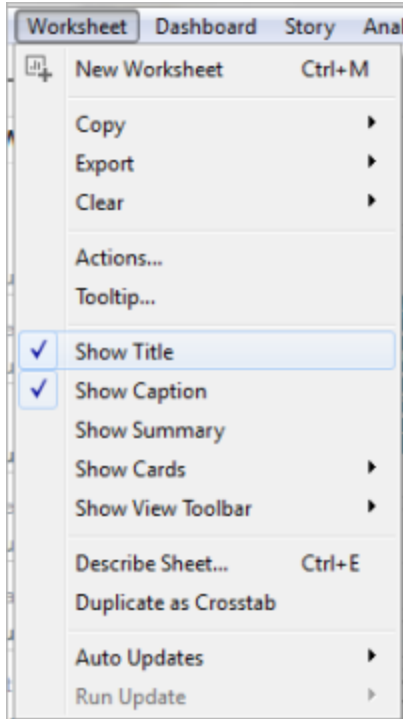 Worksheet Dashboard Story Anal
New Worksheet Ctrl+M
Copy
Export
Clear
Actions...
Tooltip...
Show Title
Show Caption
Show Summary
Show Cards
Show View Toolbar
Describe Sheet... Ctrl+E
Duplicate as Crosstab
Auto Updates
Run Update